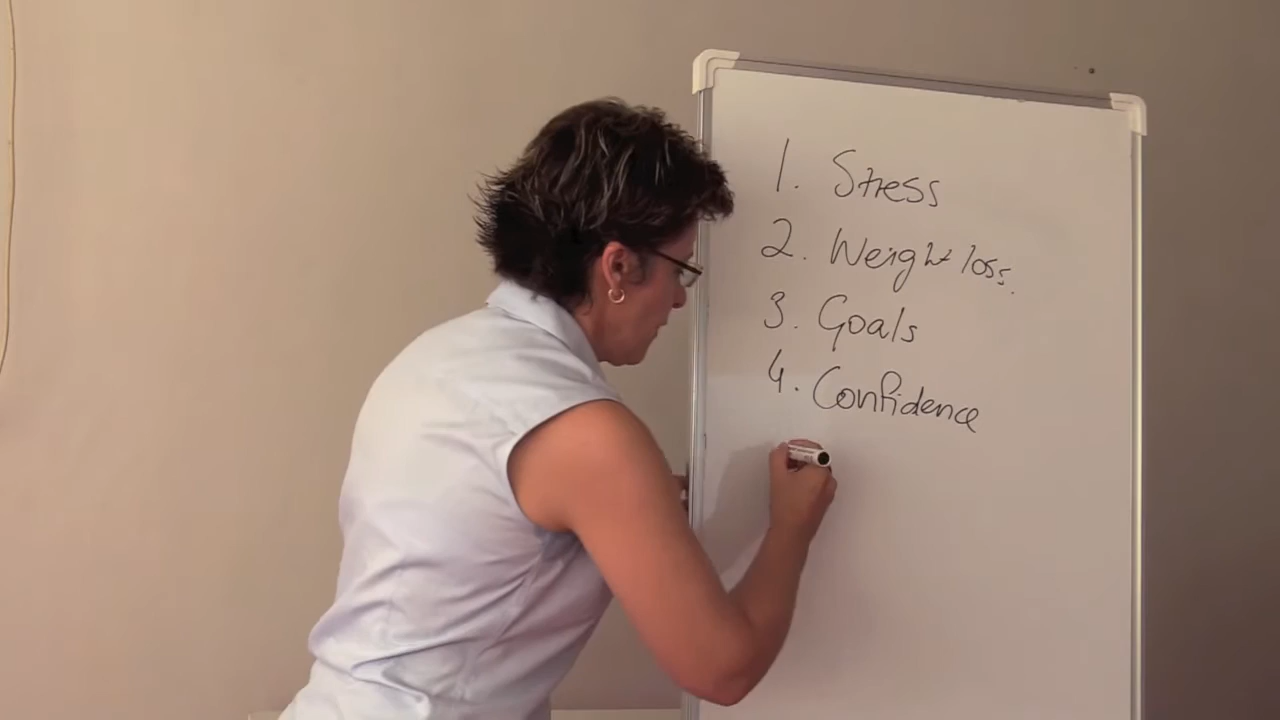 1. Stress
2. Weight loss.
3. Goals
4. Confidence